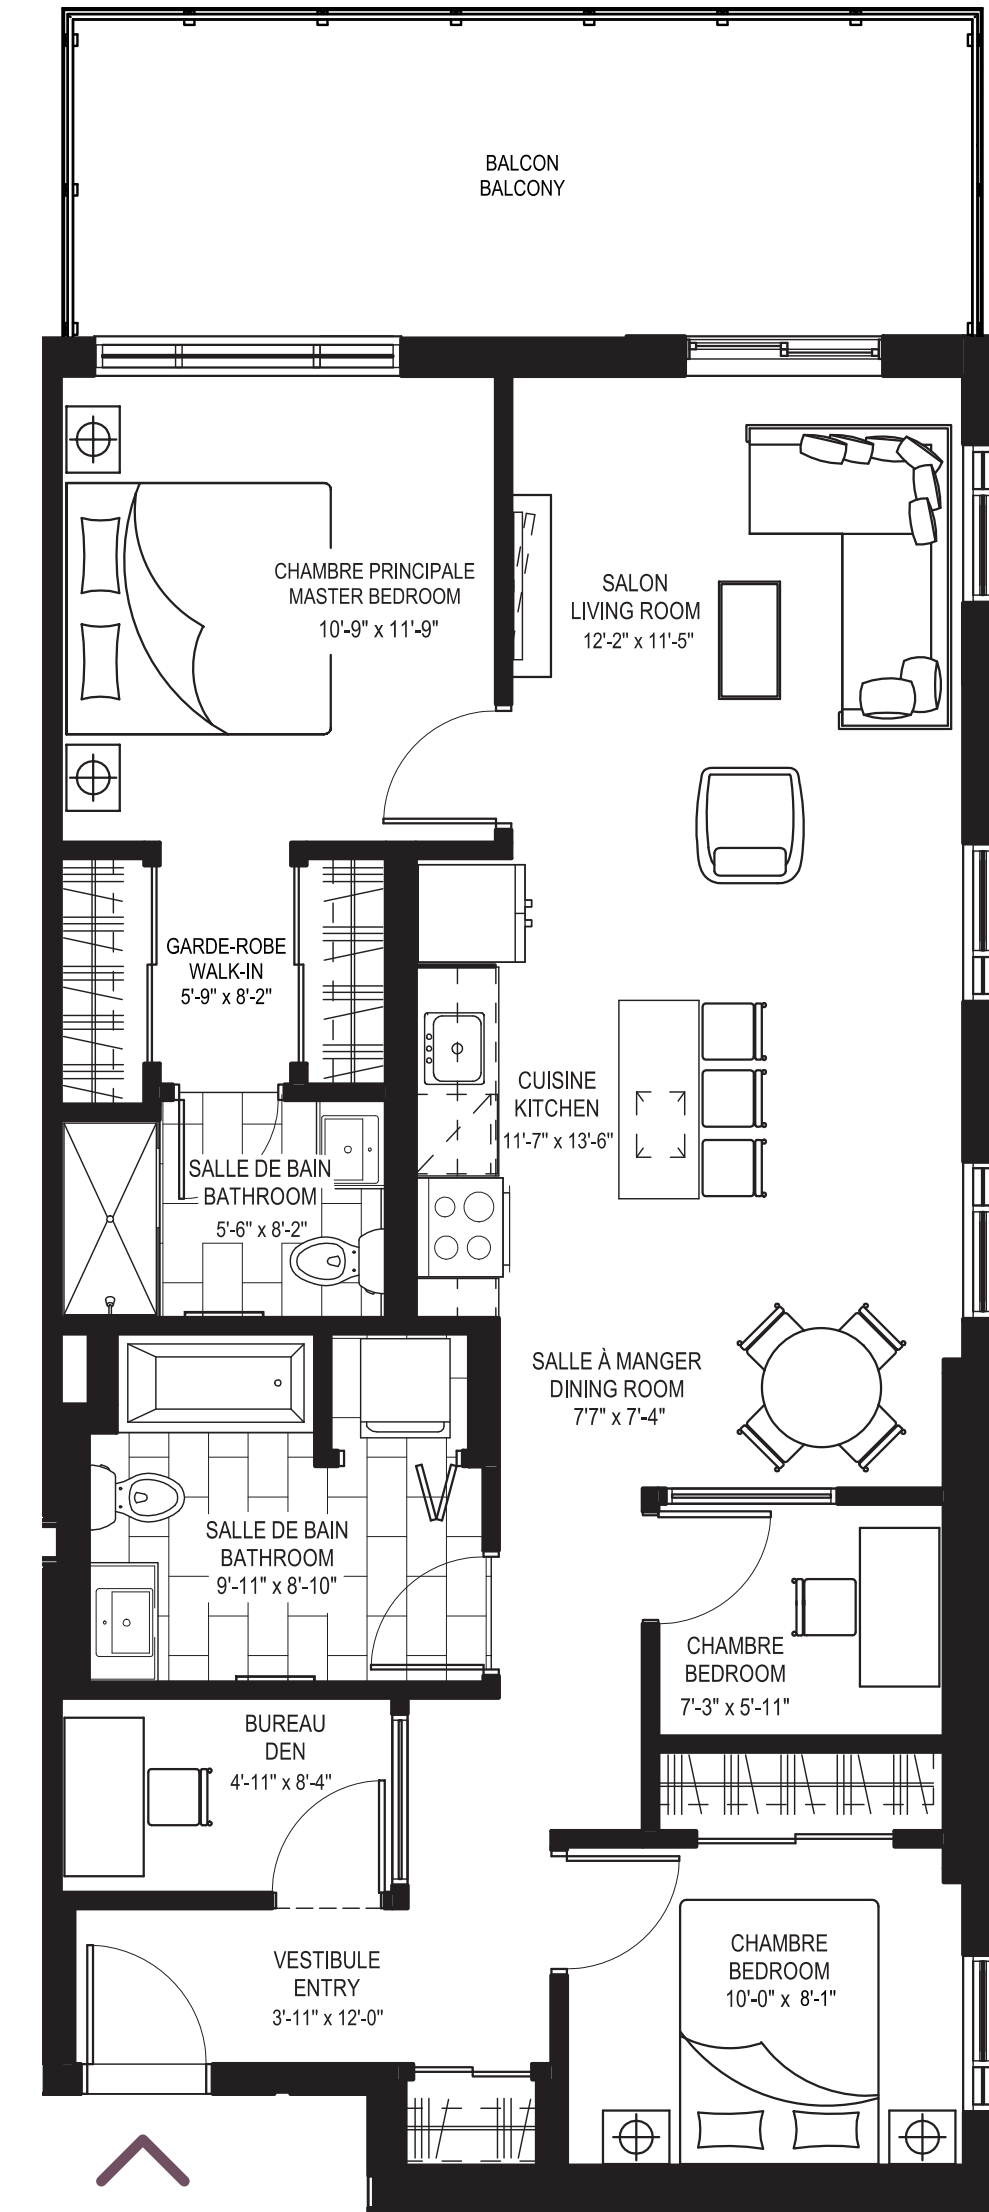 BALCON
BALCONY
CHAMBRE PRINCIPALE
MASTER BEDROOM
10'-9" x 11'-9"
SALON
LIVING ROOM
12'-2" x 11'-5"
GARDE-ROBE
WALK-IN
5'-9" x 8'-2"
CUISINE
KITCHEN
11'-7" x 13'-6"
SALLE DE BAIN
BATHROOM
5'-6" x 8'-2"
SALLE À MANGER
DINING ROOM
7'7" x 7'-4"
SALLE DE BAIN
BATHROOM
9'-11" x 8'-10"
CHAMBRE
BEDROOM
7'-3" x 5'-11"
BUREAU
DEN
4'-11" x 8'-4"
VESTIBULE
ENTRY
3'-11" x 12'-0"
CHAMBRE
BEDROOM
10'-0" x 8'-1"